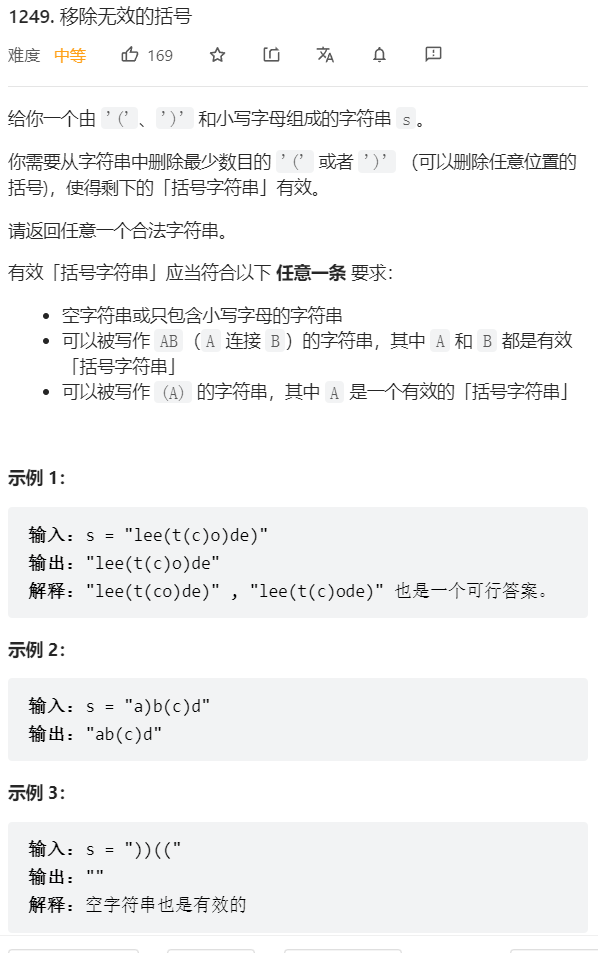 1249. 移除无效的括号
难度 中等 169
给你一个由 '('、')' 和小写字母组成的字符串 s。
你需要从字符串中删除最少数目的 '(' 或者 ')' （可以删除任意位置的
括号)，使得剩下的「括号字符串」有效。
请返回任意一个合法字符串。
有效「括号字符串」应当符合以下 任意一条 要求：
空字符串或只包含小写字母的字符串
可以被写作 AB（A 连接 B）的字符串，其中 A 和 B 都是有效
「括号字符串」
可以被写作 (A) 的字符串，其中 A 是一个有效的「括号字符串」
示例 1：
输入：s = "lee(t(c)o)de)"
输出："lee(t(c)o)de"
解释："lee(t(co)de)" , "lee(t(c)ode)" 也是一个可行答案。
示例 2：
输入：s = "a)b(c)d"
输出："ab(c)d"
示例 3：
输入：s = "))(("
输出：""
解释：空字符串也是有效的